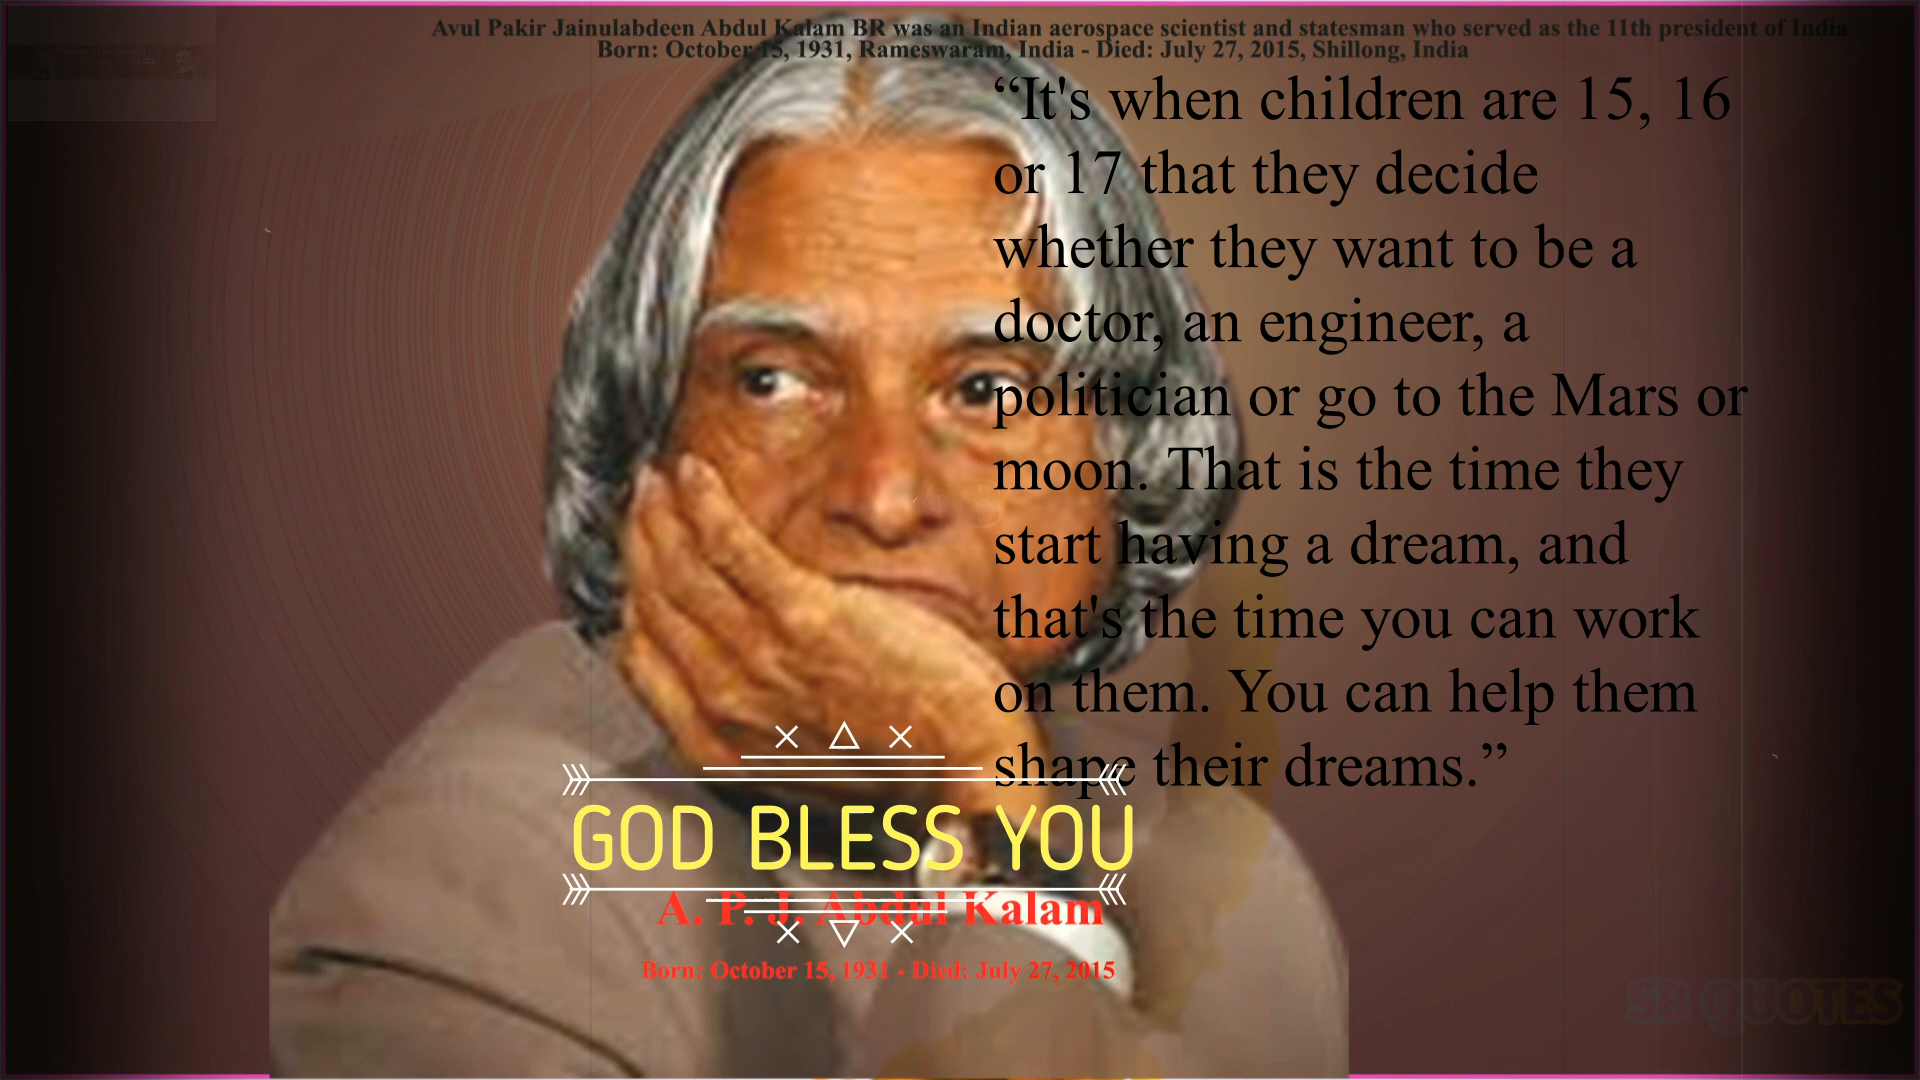 Avul Pakir Jainulabdeen Abdul Kalam BR was an Indian aerospace scientist and statesman who served as the 11th president of India
Born: October 15, 1931, Rameswaram, India - Died: July 27, 2015, Shillong, India
“It's when children are 15, 16
or 17 that they decide
whether they want to be a
doctor, an engineer, a
politician or go to the Mars or
moon. That is the time they
start having a dream, and
that's the time you can work
on them. You can help them
shape their dreams.”
GOD BLESS YOU
A. P. J. Abdul Kalam
Born: October 15, 1931 - Died: July 27, 2015
SB QUOTES